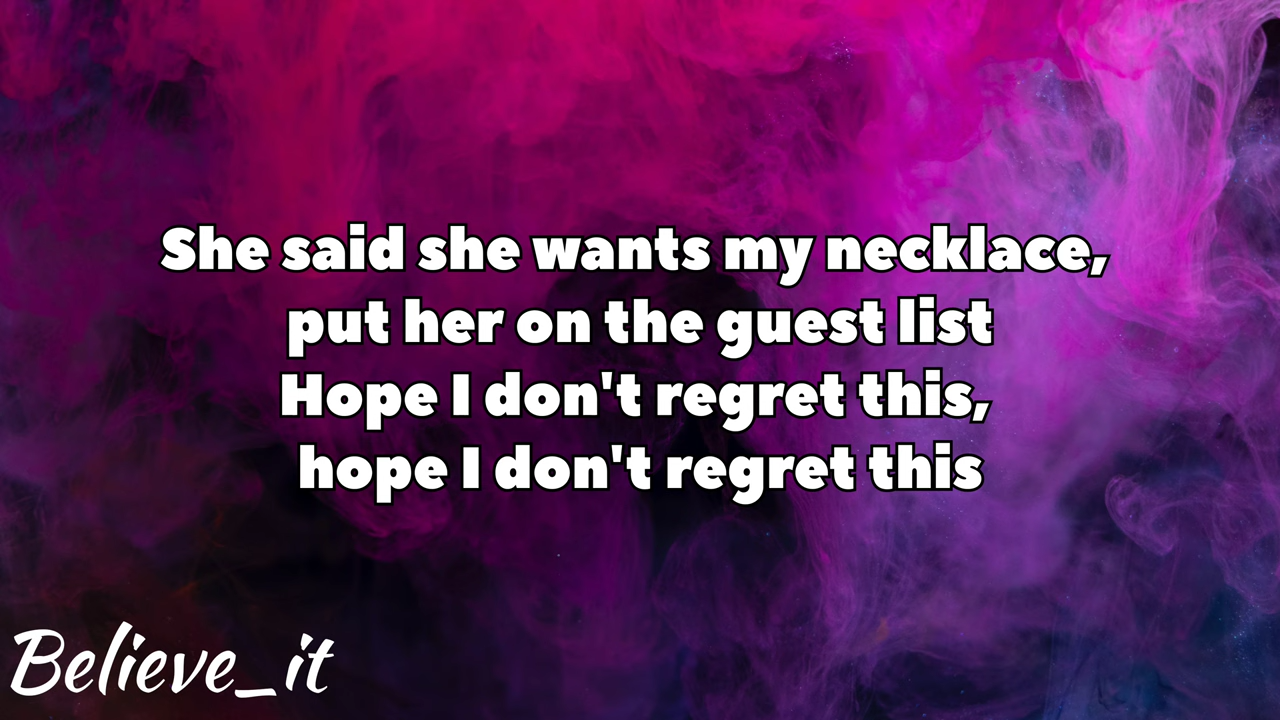 She said she wants my necklace,
put her on the guest list
Hope I don't regret this,
hope I don't regret this
Believe_it